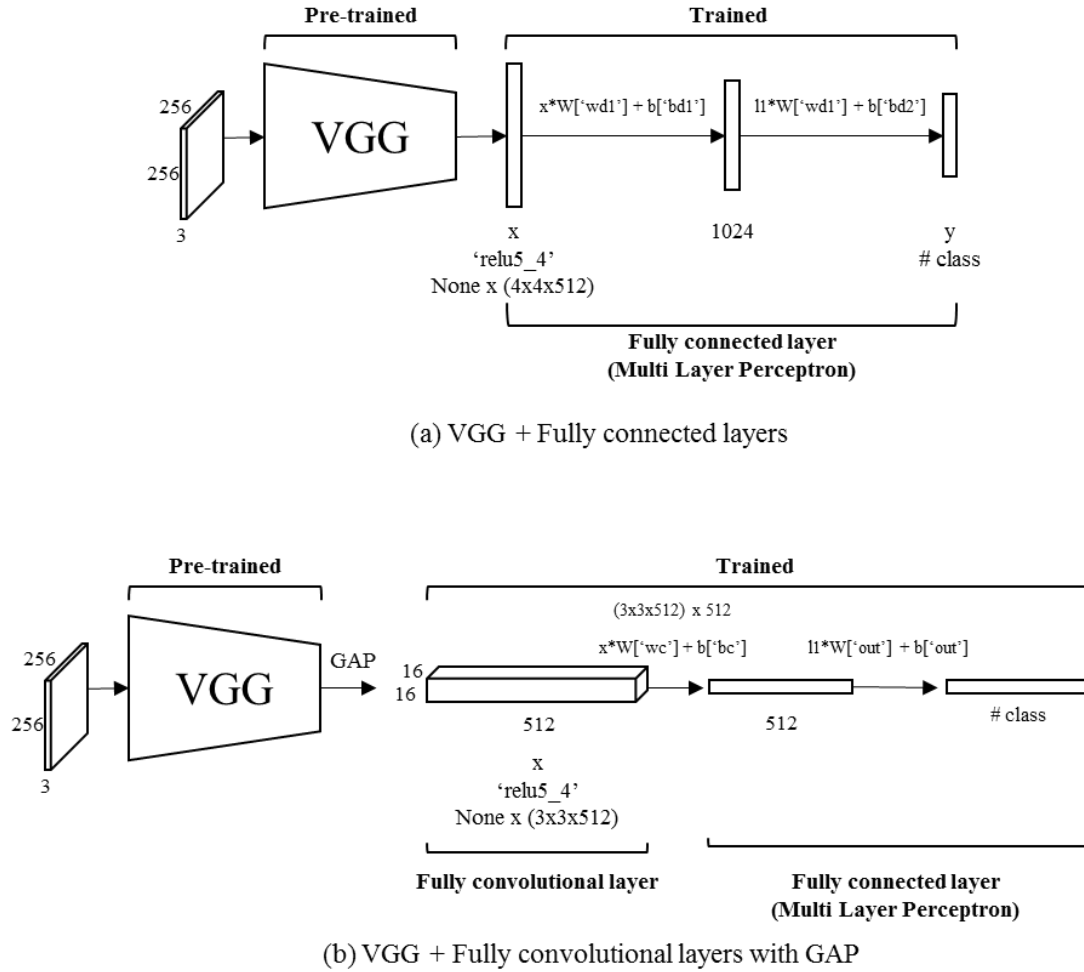 Pre-trained
Trained
256
256
3
VGG
x*W[‘wd1’] + b[‘bd1’]
l1*W[‘wd1’] + b[‘bd2’]
x
‘relu5_4’
None x (4x4x512)
1024
y
# class
Fully connected layer
(Multi Layer Perceptron)
(a) VGG + Fully connected layers
Pre-trained
Trained
(3x3x512) x 512
256
256
3
VGG
GAP
16
16
512
x*W[‘wc’] + b[‘bc’]
l1*W[‘out’] + b[‘out’]
512
# class
x
‘relu5_4’
None x (3x3x512)
Fully convolutional layer
Fully connected layer
(Multi Layer Perceptron)
(b) VGG + Fully convolutional layers with GAP